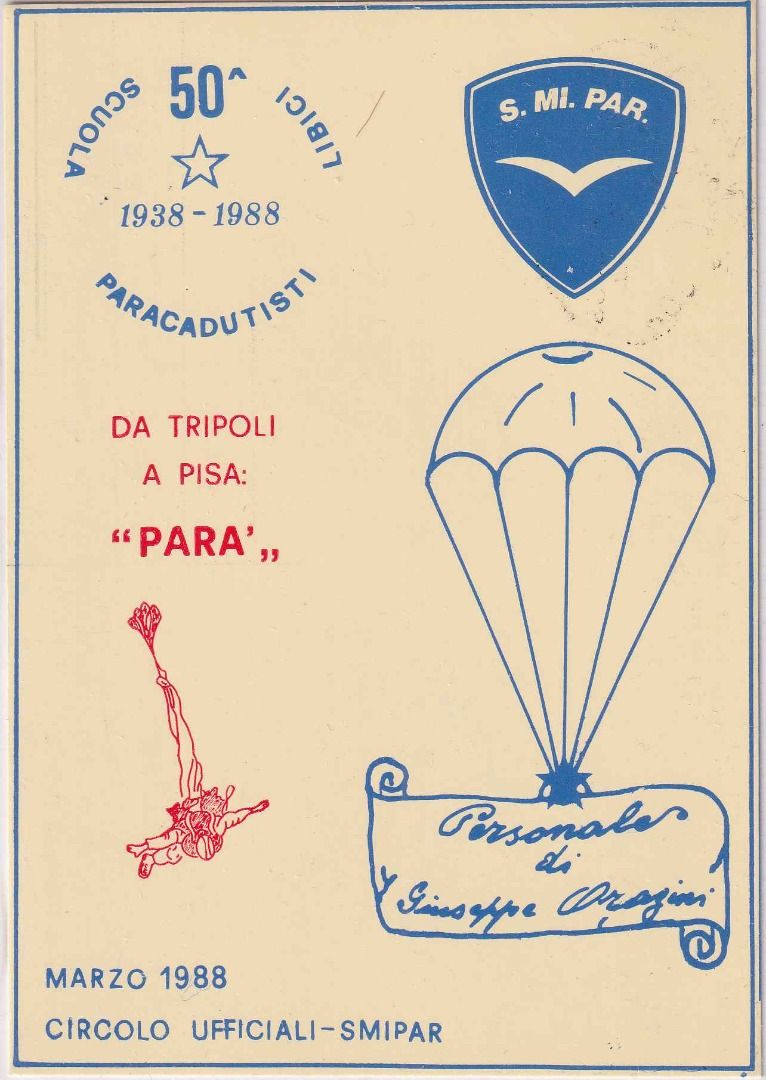 50^
SCUOLA LIBICI
1938-1988
PARACADUTISTI
S. MI. PAR.
DA TRIPOLI
A PISA:
“PARA'„
Personale
di
Giuseppe Orazini
MARZO 1988
CIRCOLO UFFICIALI-SMIPAR